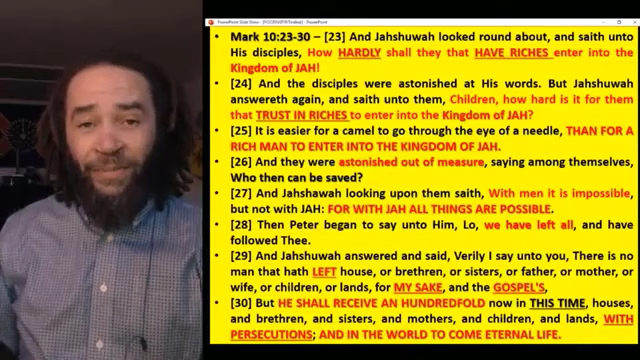 PowerPoint Slide Show
Mark 10:23-30 – [23] And Jahshuwah looked round about, and saith unto
His disciples, How HARDLY shall they that HAVE RICHES enter into the
Kingdom of JAH!
[24] And the disciples were astonished at His words. But Jahshuwah
answereth again, and saith unto them, Children, how hard is it for them
that TRUST IN RICHES to enter into the Kingdom of JAH?
[25] It is easier for a camel to go through the eye of a needle, THAN FOR A
RICH MAN TO ENTER INTO THE KINGDOM OF JAH.
[26] And they were astonished out of measure, saying among themselves,
Who then can be saved?
[27] And Jahshawah looking upon them saith, With men it is impossible,
but not with JAH: FOR WITH JAH ALL THINGS ARE POSSIBLE.
[28] Then Peter began to say unto Him, Lo, we have left all, and have
followed Thee.
[29] And Jahshuwah answered and said, Verily I say unto you, There is no
man that hath LEFT house, or brethren, or sisters, or father, or mother, or
wife, or children, or lands, for MY SAKE, and the GOSPEL'S,
[30] But HE SHALL RECEIVE AN HUNDREDFOLD now in THIS TIME, houses,
and brethren, and sisters, and mothers, and children, and lands, WITH
PERSECUTIONS; AND IN THE WORLD TO COME ETERNAL LIFE.